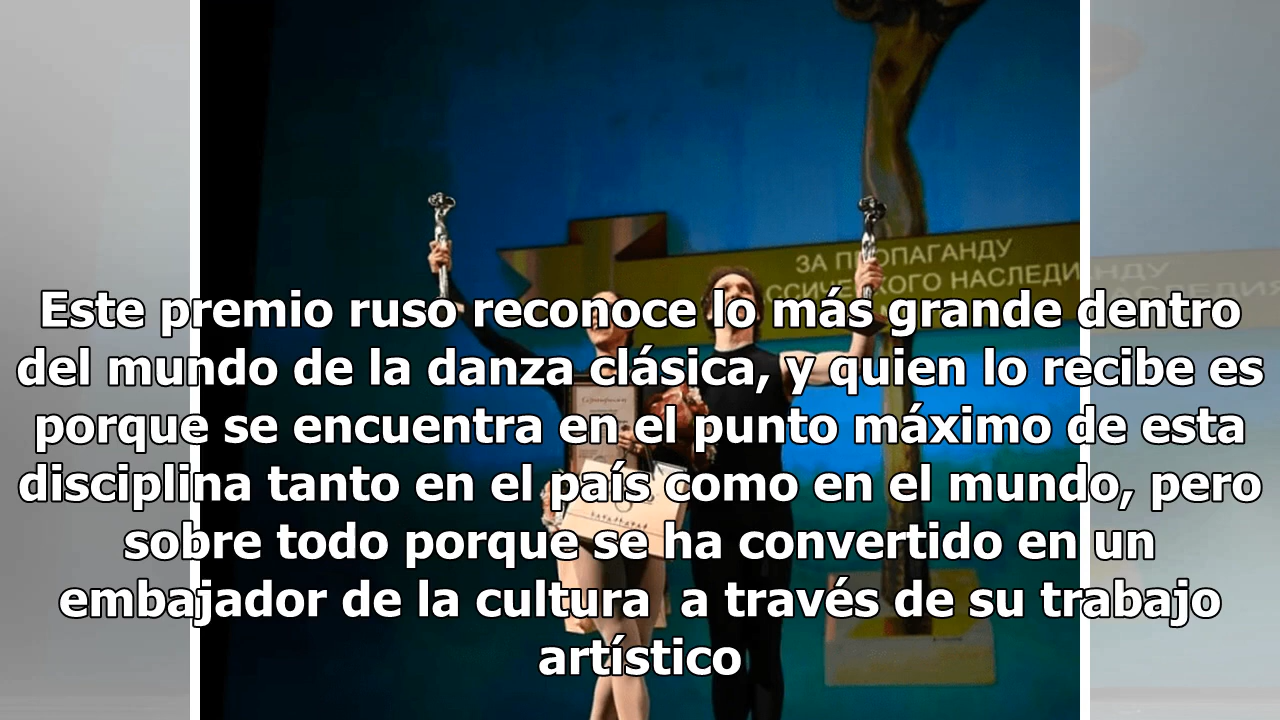 ЗА ПРОПАГАНДУ
ССИЧЕСКОГО НАСЛЕДИ
НДУ
НАСЛЕДИЯ
Este premio ruso reconoce lo más grande dentro
del mundo de la danza clásica, y quien lo recibe es
porque se encuentra en el punto máximo de esta
disciplina tanto en el país como en el mundo, pero
sobre todo porque se ha convertido en un
embajador de la cultura  a través de su trabajo
artístico